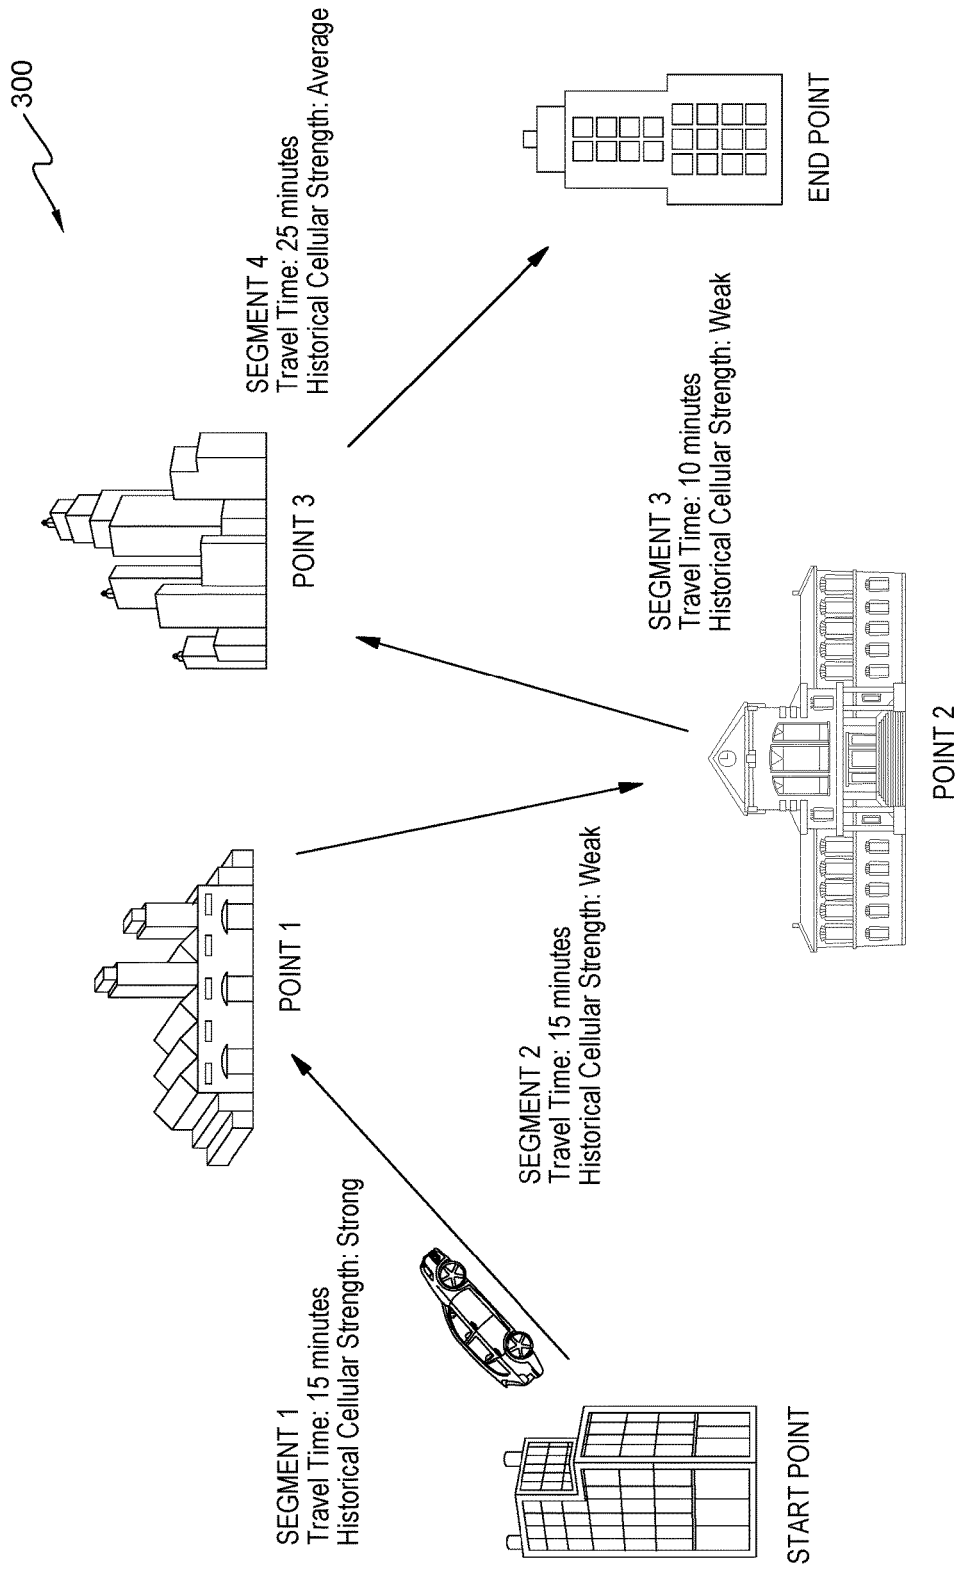 300
SEGMENT 1
Travel Time: 15 minutes
Historical Cellular Strength: Strong
POINT 1
SEGMENT 2
Travel Time: 15 minutes
Historical Cellular Strength: Weak
START POINT
POINT 2
SEGMENT 3
Travel Time: 10 minutes
Historical Cellular Strength: Weak
POINT 3
SEGMENT 4
Travel Time: 25 minutes
Historical Cellular Strength: Average
END POINT